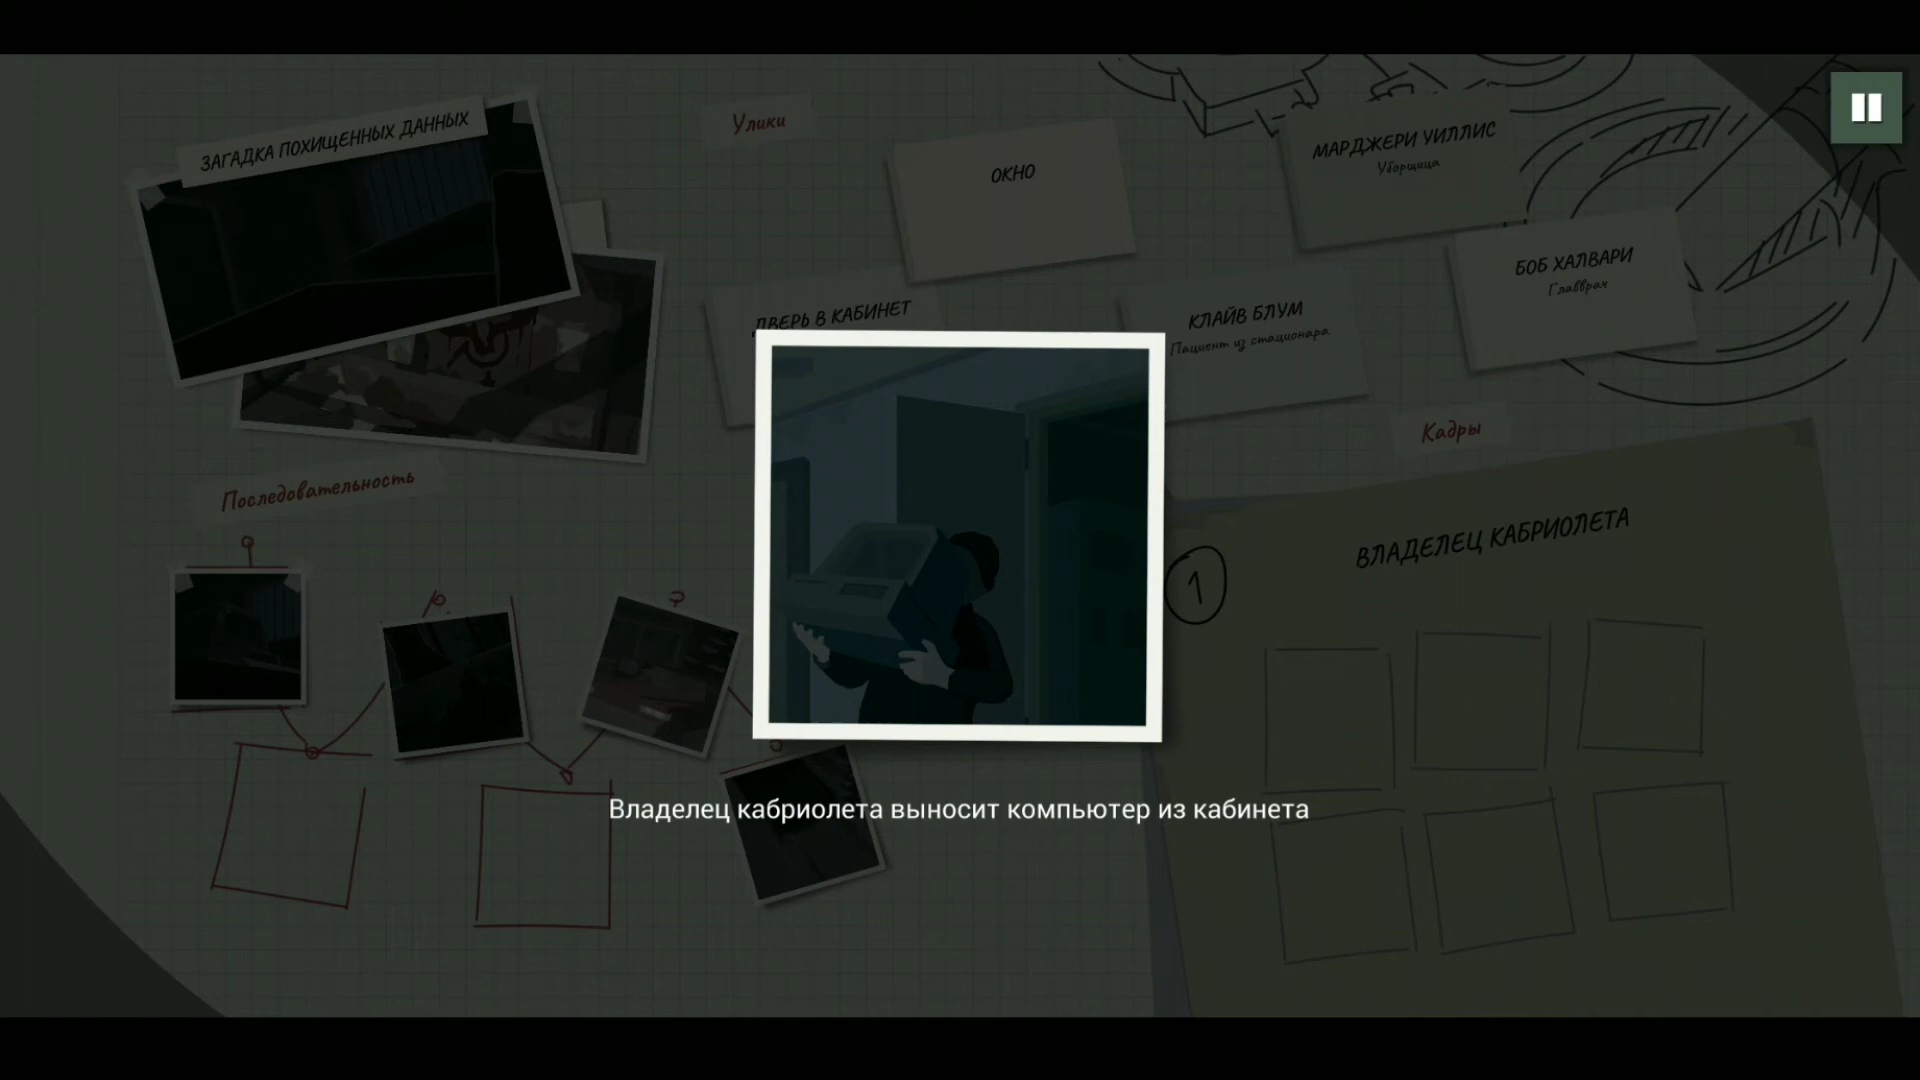 ЗАГАДКА ПОХИЩЕННЫХ ДАННЫХ
Улики
ОКНО
МАРДЖЕРИ УИЛЛИС
Уборщица
БОБ ХАЛВАРИ
Главврач
ДВЕРЬ В КАБИНЕТ
КЛАЙВ БЛУМ
Пациент из стационара
Кадры
Последовательность
ВЛАДЕЛЕЦ КАБРИОЛЕТА
1
Владелец кабриолета выносит компьютер из кабинета